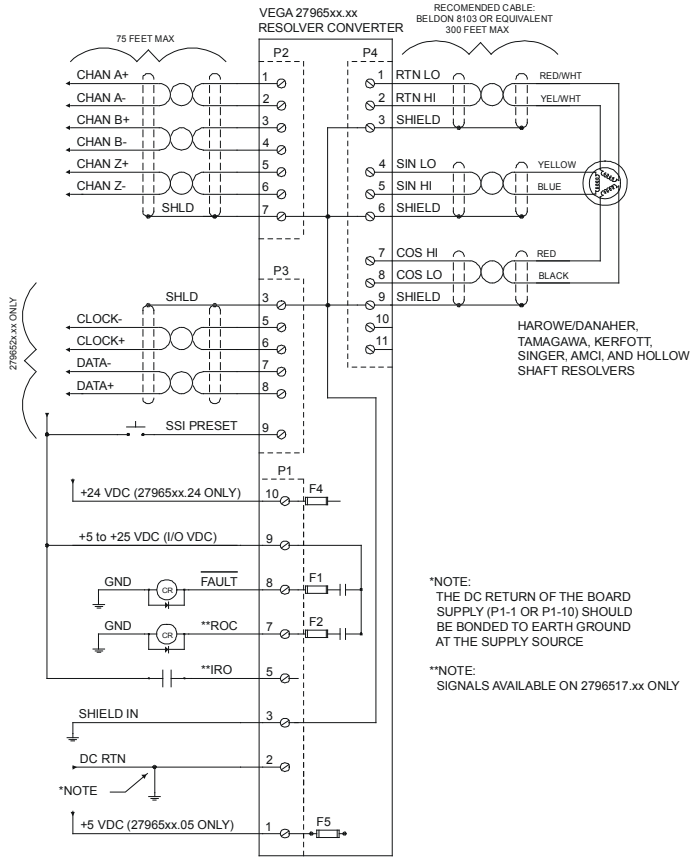 VEGA 27965xx.xx
RESOLVER CONVERTER
RECOMENDED CABLE:
BELDON 8103 OR EQUIVALENT
300 FEET MAX
75 FEET MAX
P2
P4
CHAN A+ 1
CHAN A- 2
CHAN B+ 3
CHAN B- 4
CHAN Z+ 5
CHAN Z- 6
SHLD 7
1 RTN LO RED/WHT
2 RTN HI YEL/WHT
3 SHIELD
4 SIN LO YELLOW
5 SIN HI BLUE
6 SHIELD
7 COS HI RED
8 COS LO BLACK
9 SHIELD
10
11
HAROWE/DANAHER,
TAMAGAWA, KERFOTT,
SINGER, AMCI, AND HOLLOW
SHAFT RESOLVERS
279652x.xx ONLY
P3
SHLD 3
CLOCK- 5
CLOCK+ 6
DATA- 7
DATA+ 8
SSI PRESET 9
P1
+24 VDC (27965xx.24 ONLY) 10 F4
+5 to +25 VDC (I/O VDC) 9
GND CR FAULT 8 F1
GND CR **ROC 7 F2
**IRO 5
SHIELD IN 3
DC RTN 2
*NOTE
+5 VDC (27965xx.05 ONLY) 1 F5
*NOTE:
THE DC RETURN OF THE BOARD
SUPPLY (P1-1 OR P1-10) SHOULD
BE BONDED TO EARTH GROUND
AT THE SUPPLY SOURCE
**NOTE:
SIGNALS AVAILABLE ON 2796517.xx ONLY